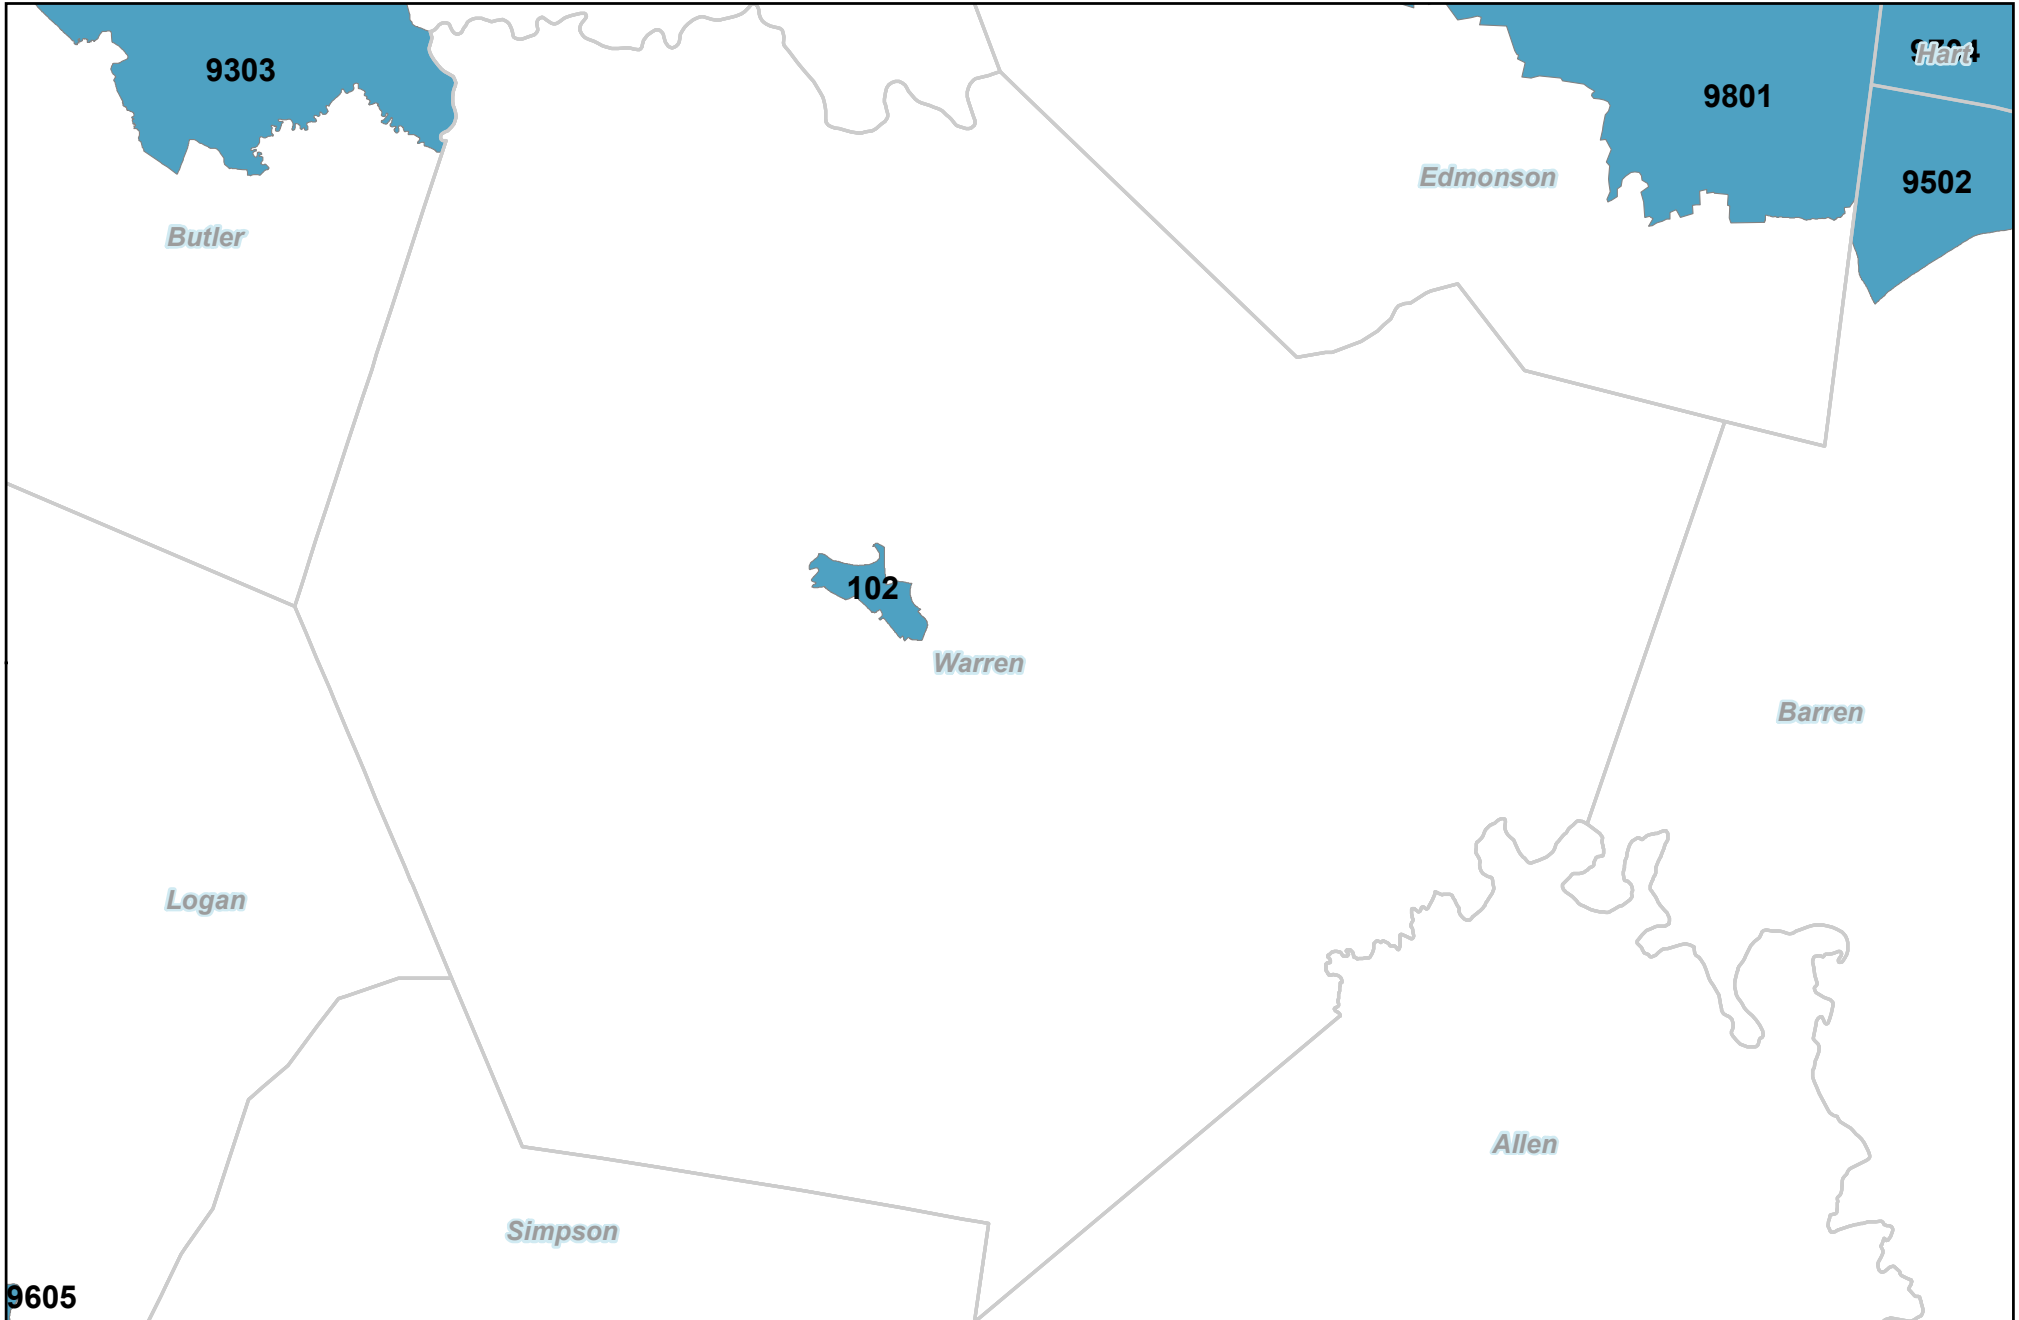 9303
9801
Hart
9502
Edmonson
Butler
102
Warren
Barren
Logan
Allen
Simpson
9605